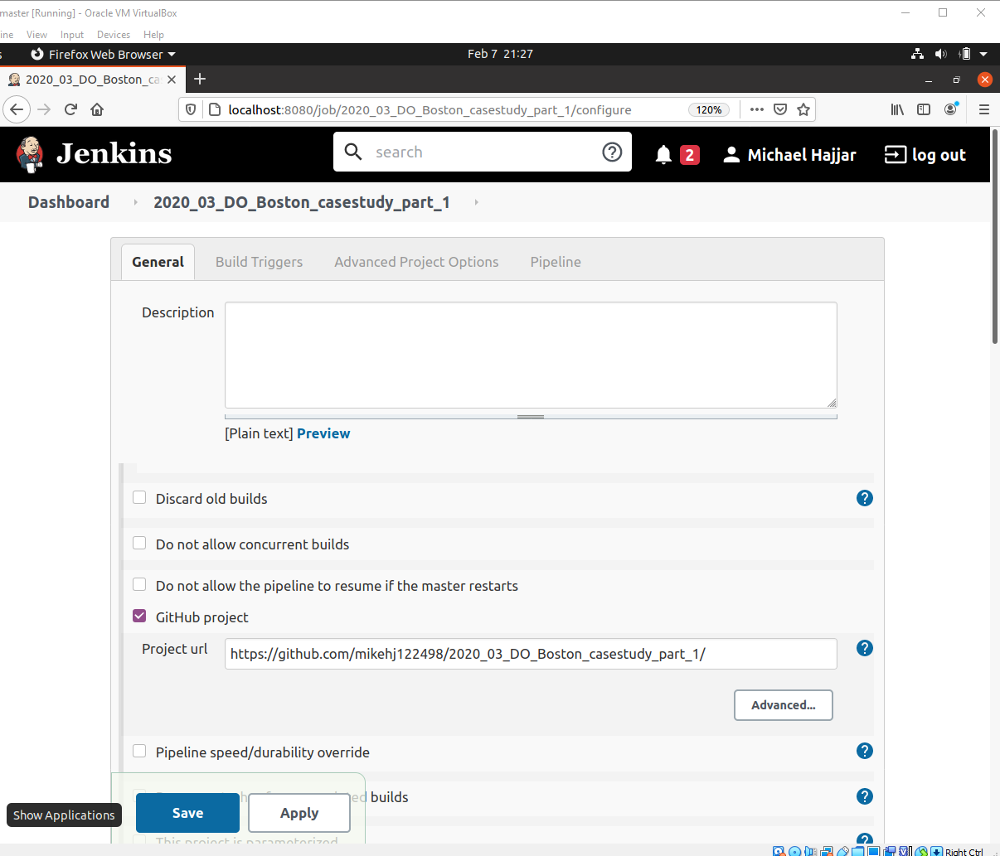 master [Running] - Oracle VM VirtualBox
ine View Input Devices Help
s Firefox Web Browser Feb 7 21:27
2020_03_DO_Boston_ca
localhost:8080/job/2020_03_DO_Boston_casestudy_part_1/configure 120%
Jenkins search 2 Michael Hajjar log out
Dashboard 2020_03_DO_Boston_casestudy_part_1
General Build Triggers Advanced Project Options Pipeline
Description
[Plain text] Preview
Discard old builds
Do not allow concurrent builds
Do not allow the pipeline to resume if the master restarts
GitHub project
Project url https://github.com/mikehj122498/2020_03_DO_Boston_casestudy_part_1/
Advanced...
Pipeline speed/durability override
builds
Save Apply
Show Applications
This project is parameterized
Right Ctrl